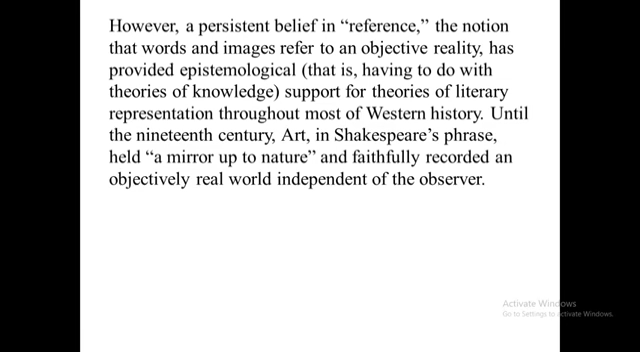 However, a persistent belief in “reference,” the notion
that words and images refer to an objective reality, has
provided epistemological (that is, having to do with
theories of knowledge) support for theories of literary
representation throughout most of Western history. Until
the nineteenth century, Art, in Shakespeare’s phrase,
held “a mirror up to nature” and faithfully recorded an
objectively real world independent of the observer.
Activate Windows
Go to Settings to activate Windows.